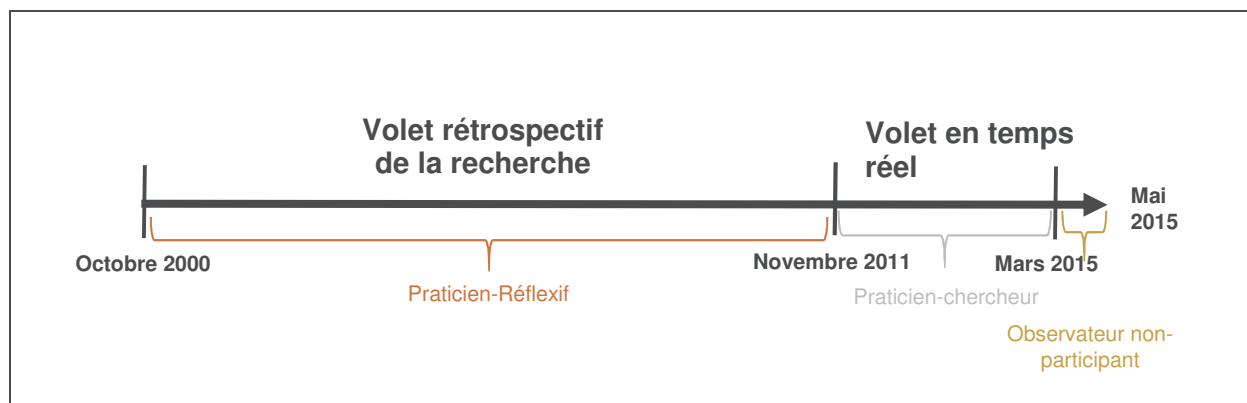 Volet rétrospectif
de la recherche
Volet en temps
réel
Mai
2015
Octobre 2000
Novembre 2011
Mars 2015
Praticien-Réflexif
Praticien-chercheur
Observateur non-
participant